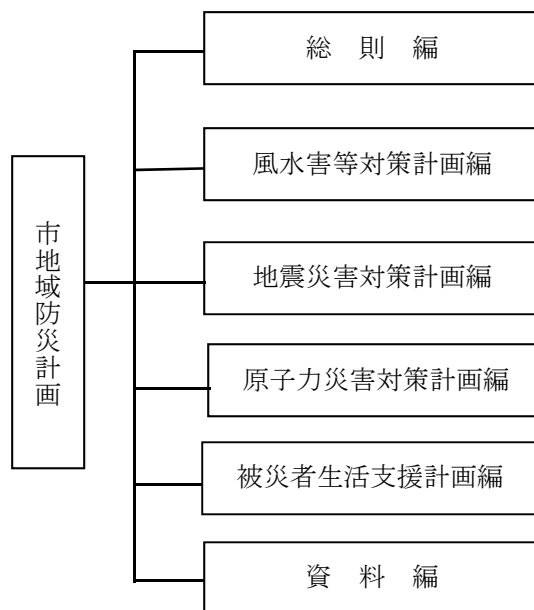 市地域防災計画
総　則　編
風水害等対策計画編
地震災害対策計画編
原子力災害対策計画編
被災者生活支援計画編
資　料　編